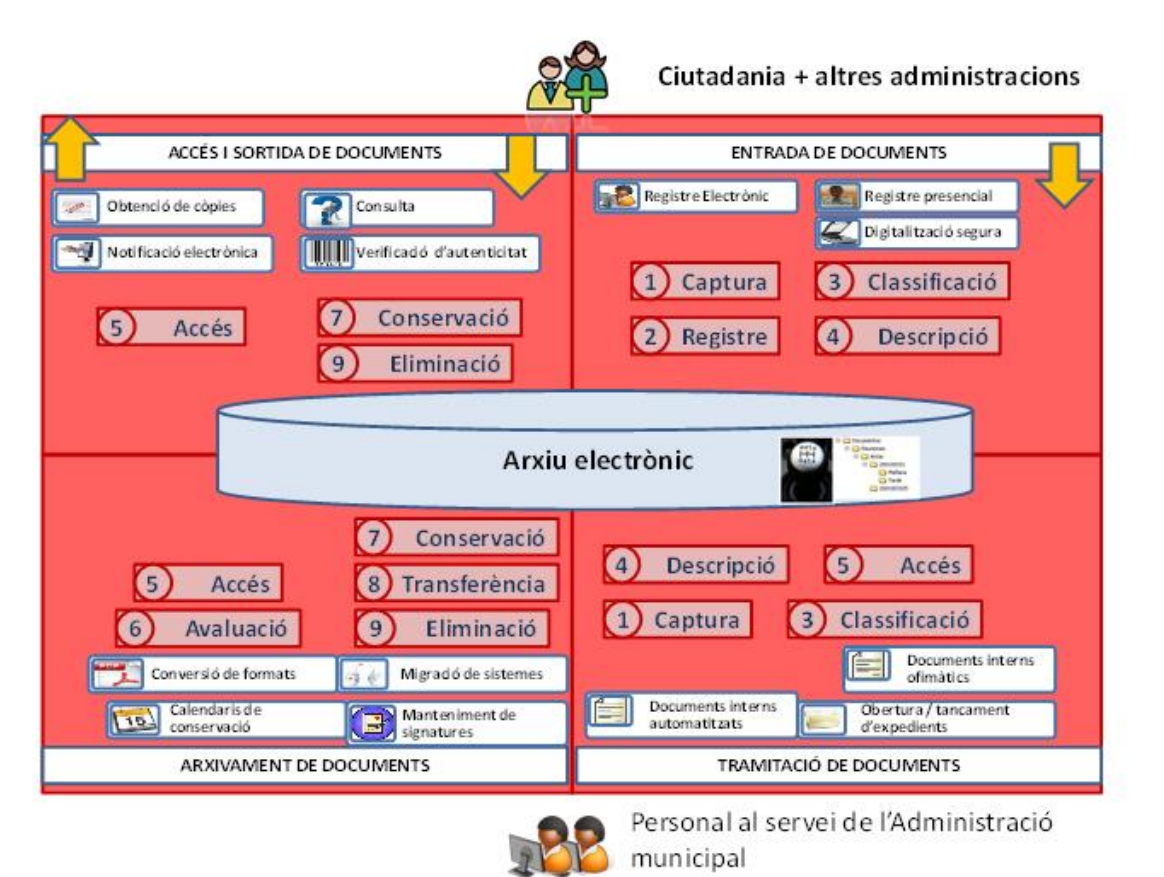 Ciutadania + altres administracions
ACCÉS I SORTIDA DE DOCUMENTS
Obtenció de còpies
Consulta
Notificació electrònica
Verificació d'autenticitat
5 Accés
7 Conservació
9 Eliminació
ENTRADA DE DOCUMENTS
Registre Electrònic
Registre presencial
Digitalització segura
1 Captura
3 Classificació
2 Registre
4 Descripció
Arxiu electrònic
7 Conservació
5 Accés
8 Transferència
6 Avaluació
9 Eliminació
Conversió de formats
Migració de sistemes
15
Calendaris de
conservació
Manteniment de
signatures
ARXIVAMENT DE DOCUMENTS
4 Descripció
5 Accés
1 Captura
3 Classificació
Documents interns
ofimàtics
Documents interns
automatitzats
Obertura / tancament
d'expedients
TRAMITACIÓ DE DOCUMENTS
Personal al servei de l'Administració
municipal